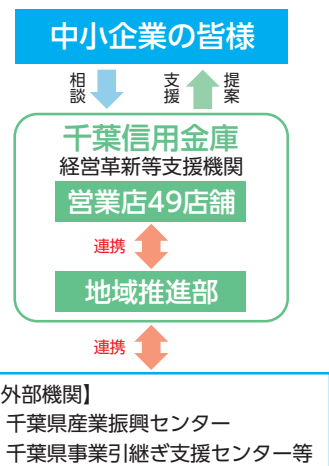 中小企業の皆様
相談
支援
提案
千葉信用金庫
経営革新等支援機関
営業店49店舗
連携
地域推進部
連携
外部機関】
千葉県産業振興センター
千葉県事業引継ぎ支援センター等